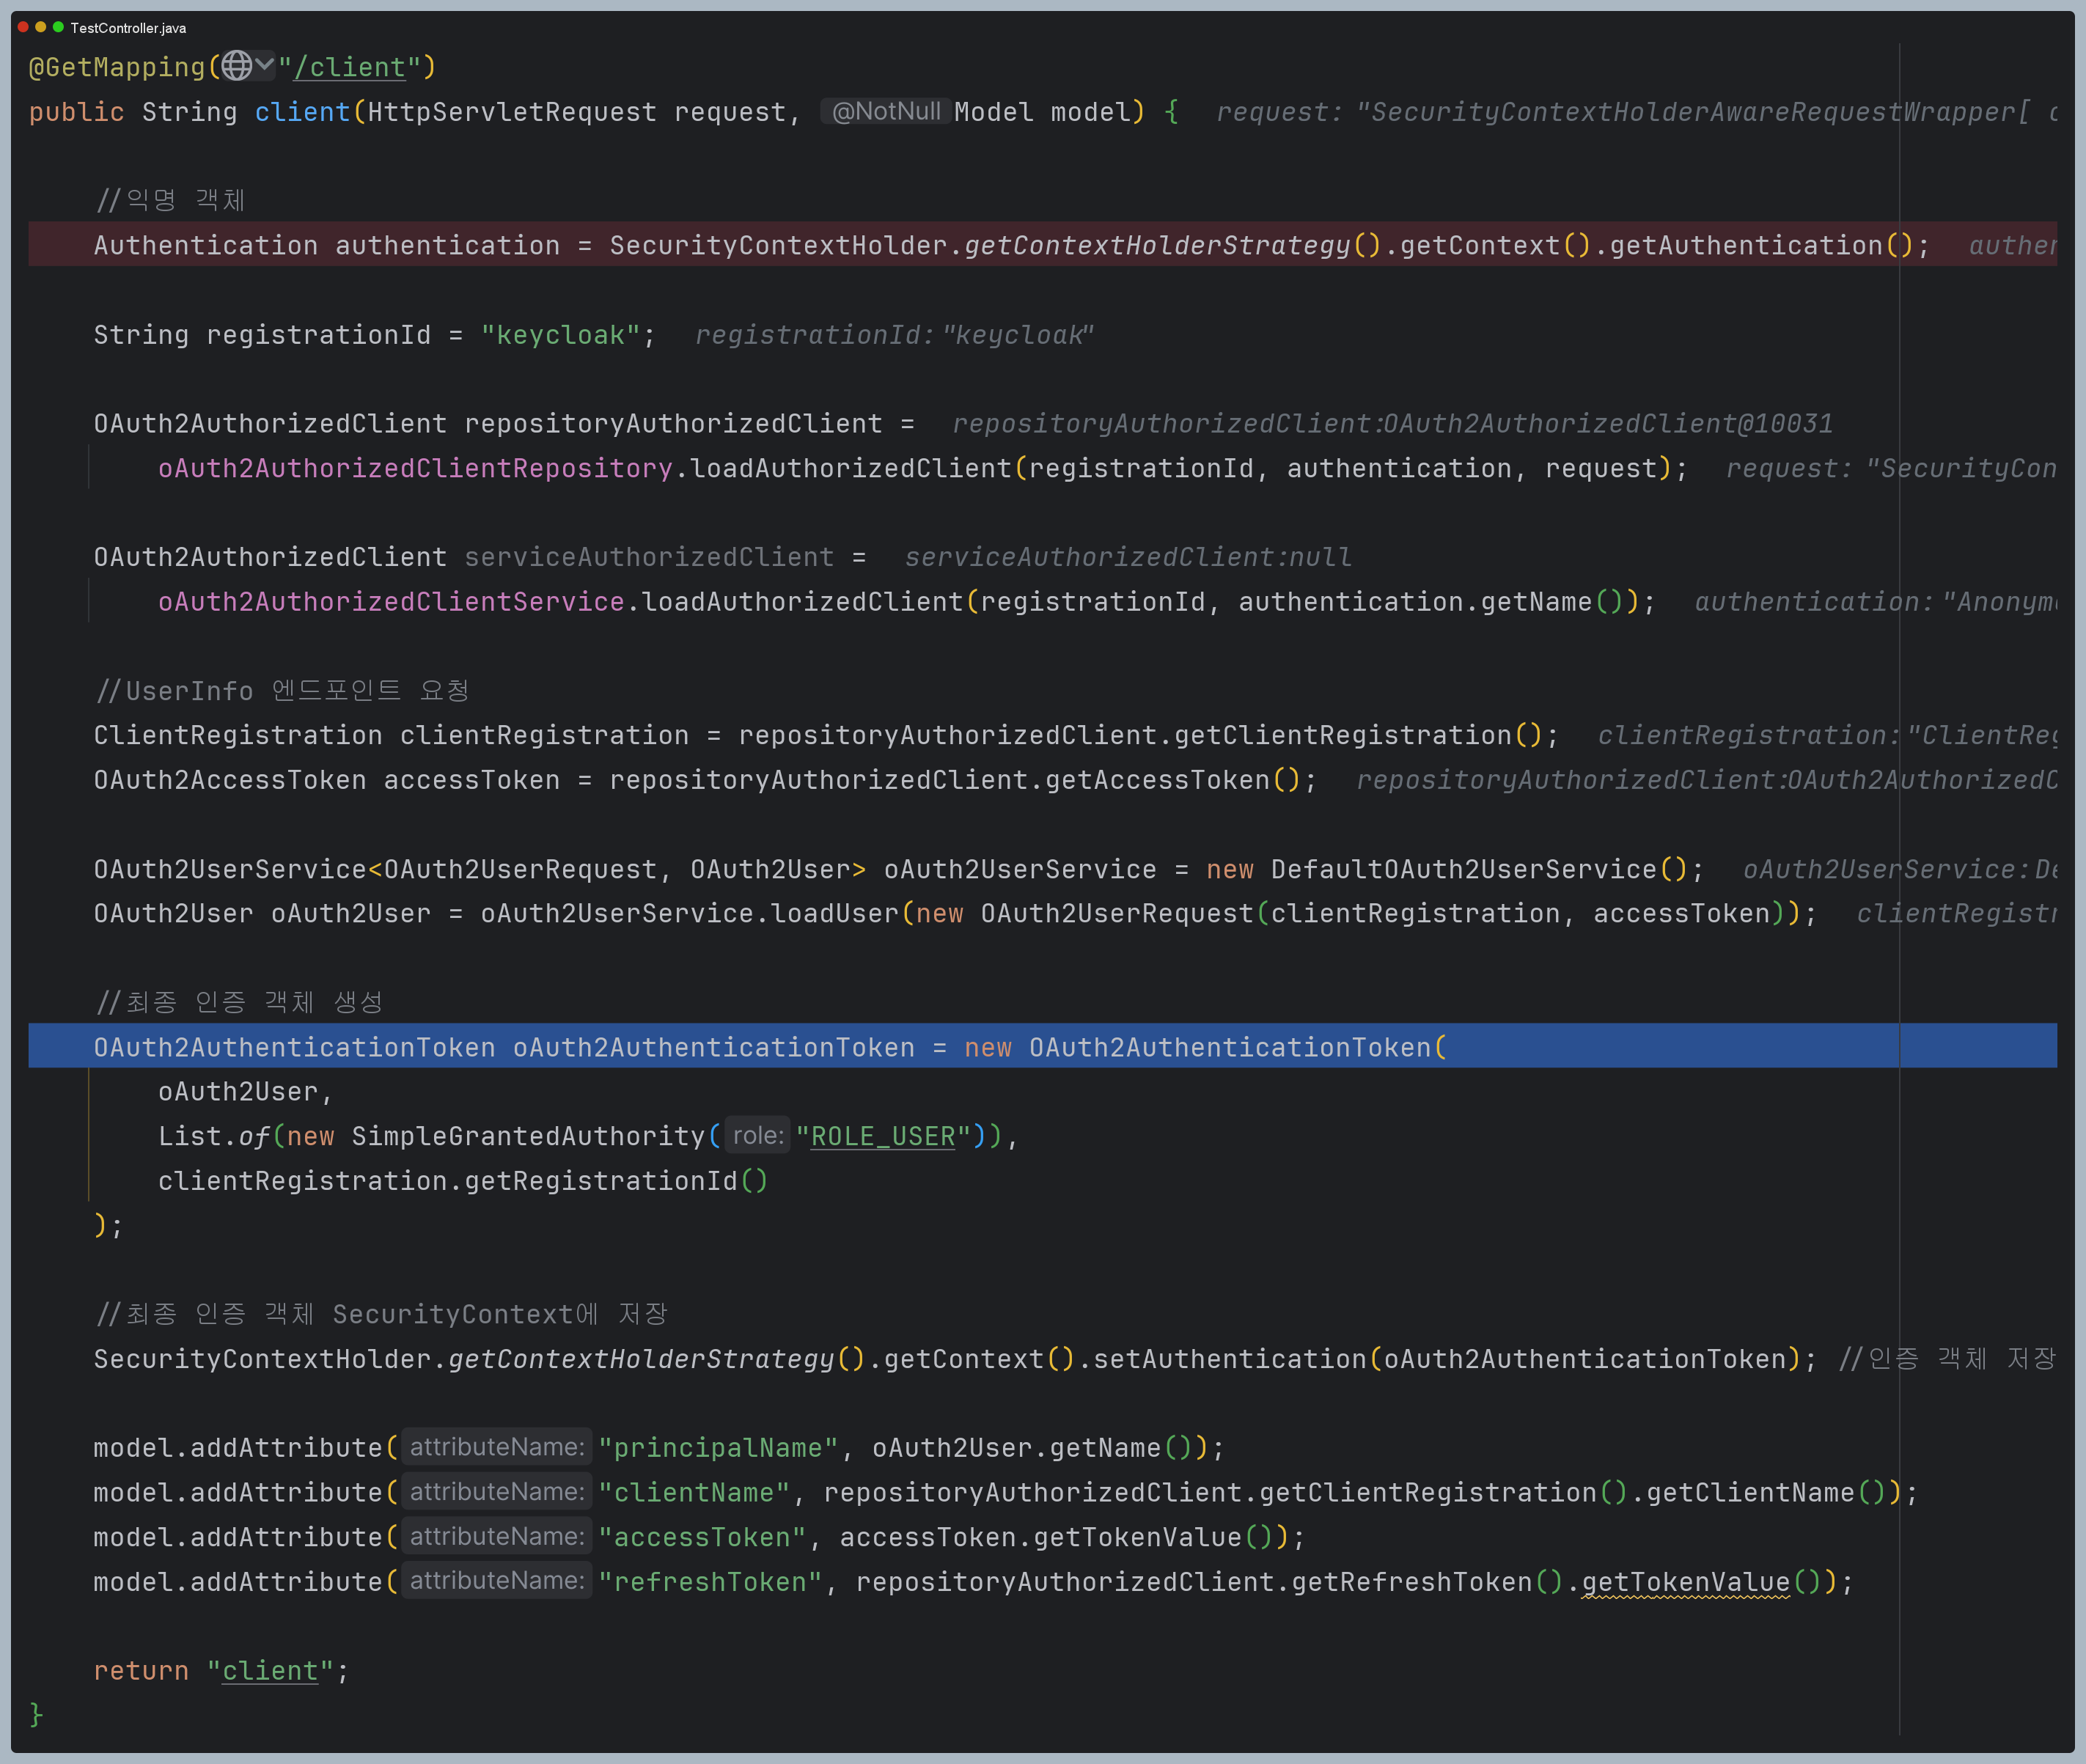 TestController.java
@GetMapping("/client")
public String client(HttpServletRequest request, @NotNull Model model) {  request: "SecurityContextHolderAwareRequestWrapper[
//익명 객체
Authentication authentication = SecurityContextHolder.getContextHolderStrategy().getContext().getAuthentication();
String registrationId = "keycloak";  registrationId: "keycloak"
OAuth2AuthorizedClient repositoryAuthorizedClient =  repositoryAuthorizedClient: OAuth2AuthorizedClient@10031
oAuth2AuthorizedClientRepository.loadAuthorizedClient(registrationId, authentication, request);  request: "SecurityCon
OAuth2AuthorizedClient serviceAuthorizedClient =  serviceAuthorizedClient: null
oAuth2AuthorizedClientService.loadAuthorizedClient(registrationId, authentication.getName());  authentication: "Anonym
//UserInfo 엔드포인트 요청
ClientRegistration clientRegistration = repositoryAuthorizedClient.getClientRegistration();  clientRegistration: "ClientReg
OAuth2AccessToken accessToken = repositoryAuthorizedClient.getAccessToken();  repositoryAuthorizedClient: OAuth2AuthorizedC
OAuth2UserService<OAuth2UserRequest, OAuth2User> oAuth2UserService = new DefaultOAuth2UserService();  oAuth2UserService: De
OAuth2User oAuth2User = oAuth2UserService.loadUser(new OAuth2UserRequest(clientRegistration, accessToken));  clientRegistr
//최종 인증 객체 생성
OAuth2AuthenticationToken oAuth2AuthenticationToken = new OAuth2AuthenticationToken(
oAuth2User,
List.of(new SimpleGrantedAuthority( role: "ROLE_USER")),
clientRegistration.getRegistrationId()
);
//최종 인증 객체 SecurityContext에 저장
SecurityContextHolder.getContextHolderStrategy().getContext().setAuthentication(oAuth2AuthenticationToken); //인증 객체 저장
model.addAttribute( attributeName: "principalName", oAuth2User.getName());
model.addAttribute( attributeName: "clientName", repositoryAuthorizedClient.getClientRegistration().getClientName());
model.addAttribute( attributeName: "accessToken", accessToken.getTokenValue());
model.addAttribute( attributeName: "refreshToken", repositoryAuthorizedClient.getRefreshToken().getTokenValue());
return "client";
}